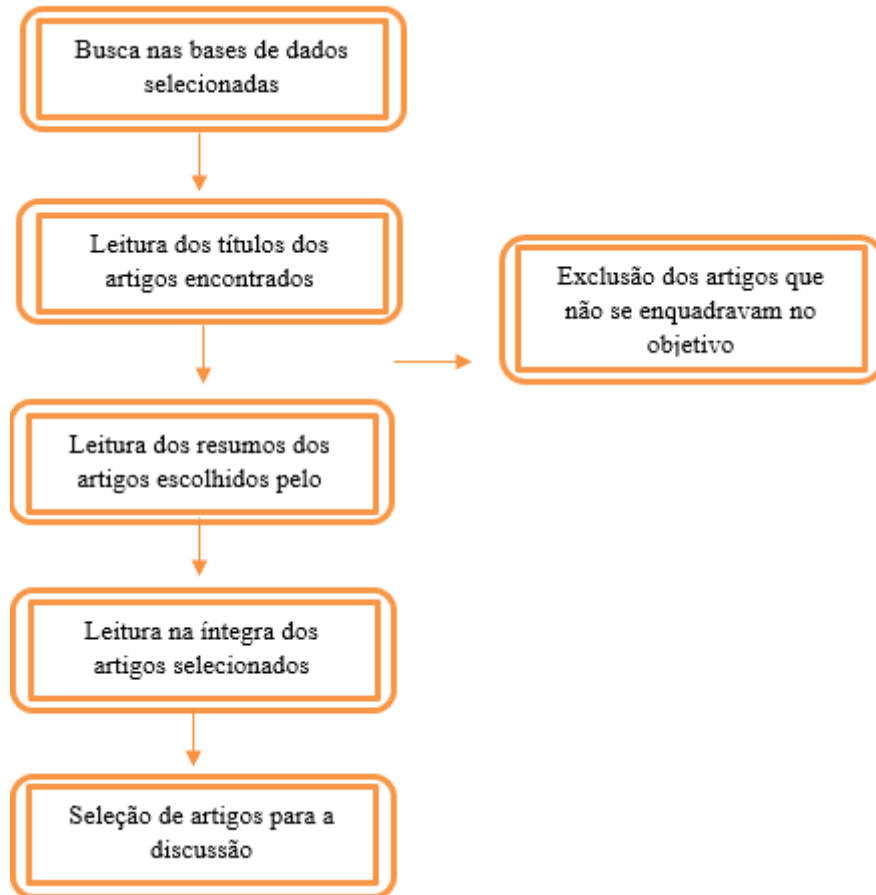 Busca nas bases de dados
selecionadas
Leitura dos títulos dos
artigos encontrados
Exclusão dos artigos que
não se enquadravam no
objetivo
Leitura dos resumos dos
artigos escolhidos pelo
Leitura na íntegra dos
artigos selecionados
Seleção de artigos para a
discussão